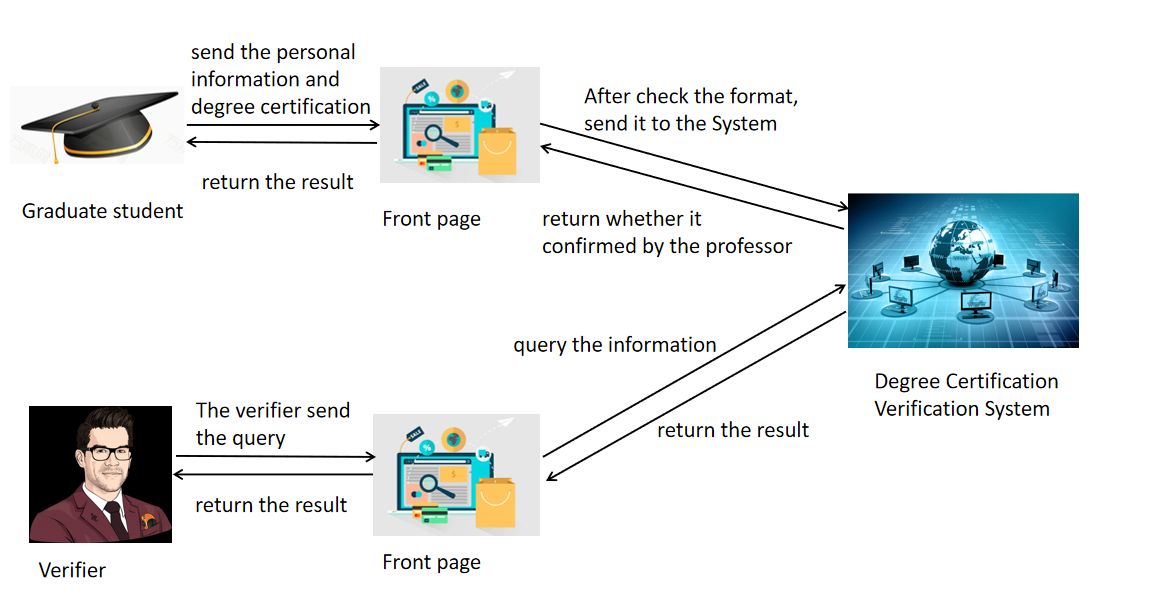 send the personal
information and
degree certification
return the result
Graduate student
Front page
After check the format,
send it to the System
return whether it
confirmed by the professor
query the information
return the result
Degree Certification
Verification System
The verifier send
the query
return the result
Verifier
Front page
SALE
%
$
SALE
%
$